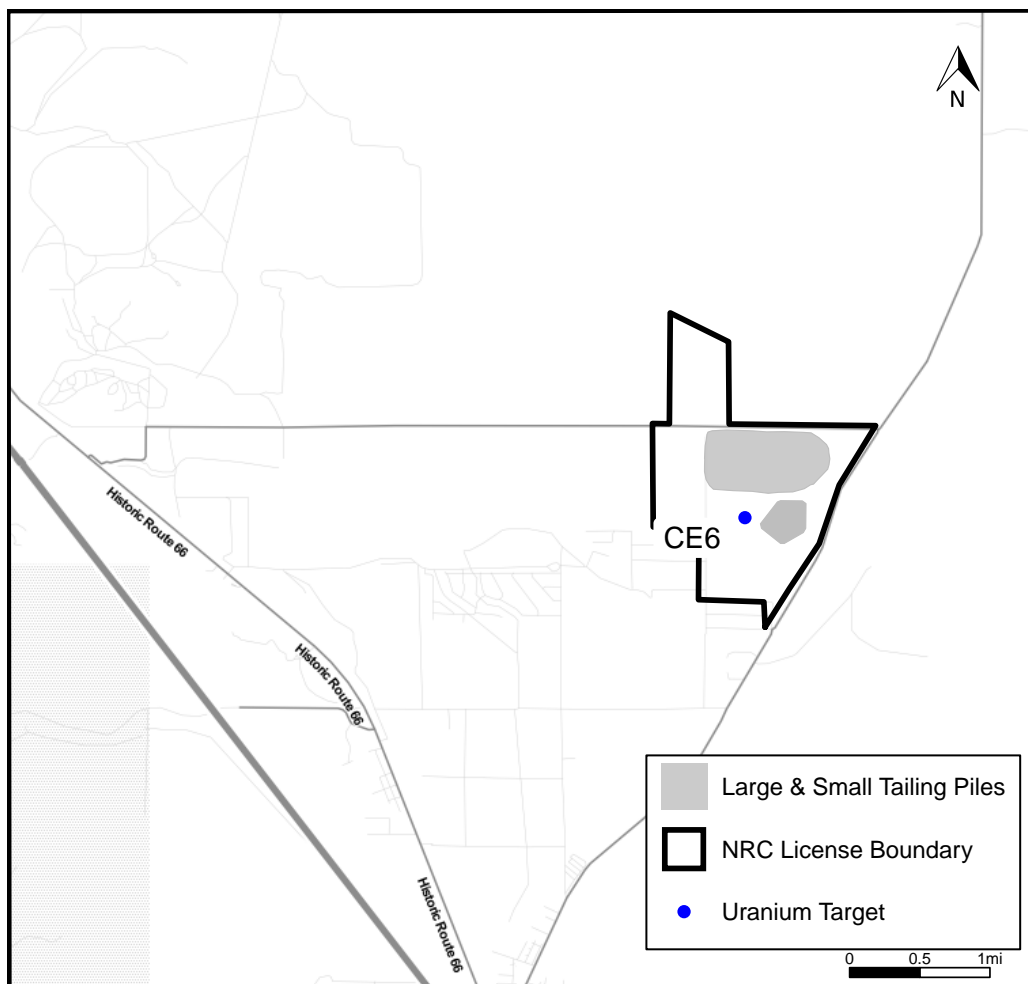 N
Historic Route 66
CE6
Historic Route 66
Large & Small Tailing Piles
NRC License Boundary
Historic Route 66
Uranium Target
0 0.5 1mi